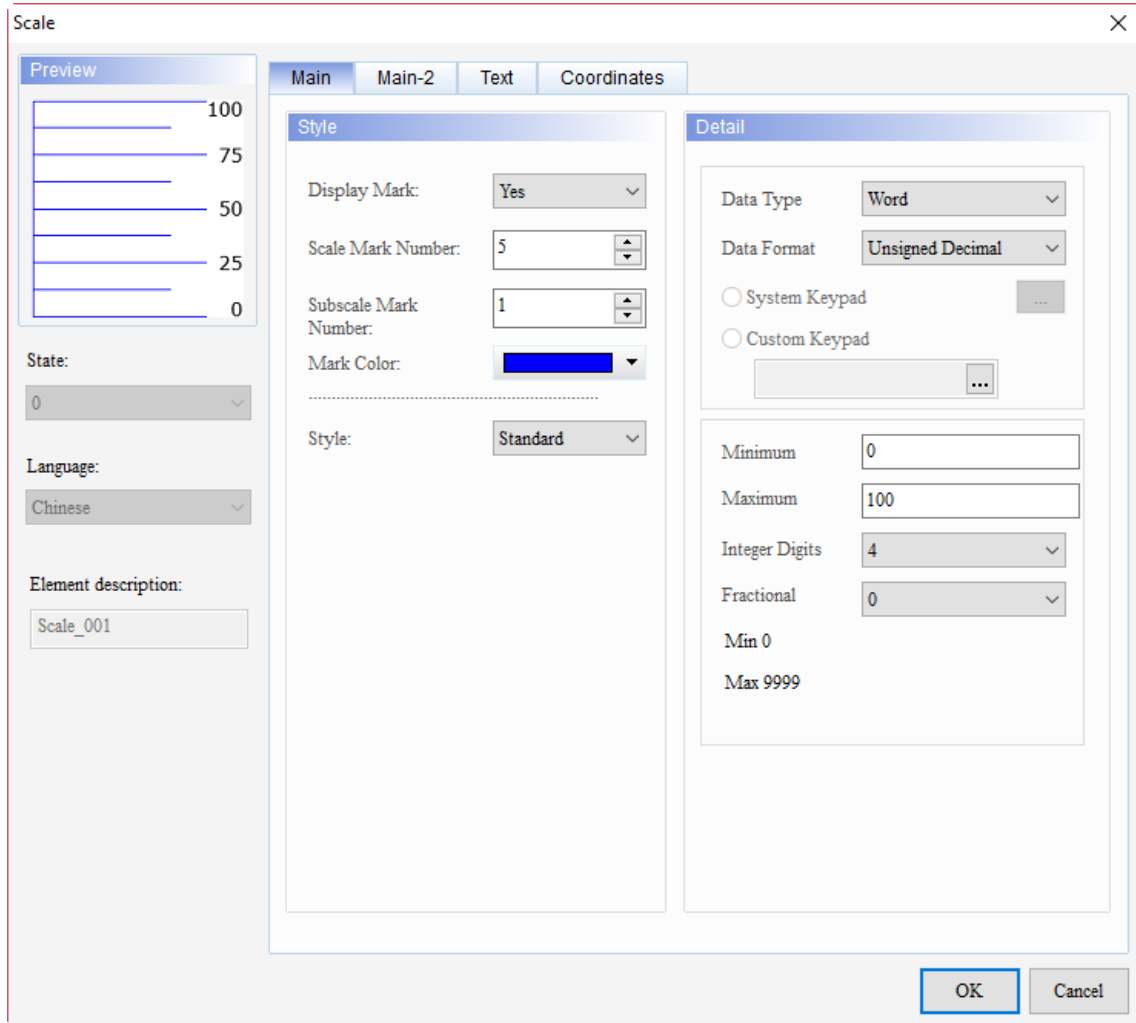 Scale
Preview
100
75
50
25
0
State:
0
Language:
Chinese
Element description:
Scale_001
Main
Main-2
Text
Coordinates
Style
Display Mark:
Yes
Scale Mark Number:
5
Subscale Mark
Number:
1
Mark Color:
Style:
Standard
Detail
Data Type
Word
Data Format
Unsigned Decimal
System Keypad
...
Custom Keypad
...
Minimum
0
Maximum
100
Integer Digits
4
Fractional
0
Min 0
Max 9999
OK
Cancel